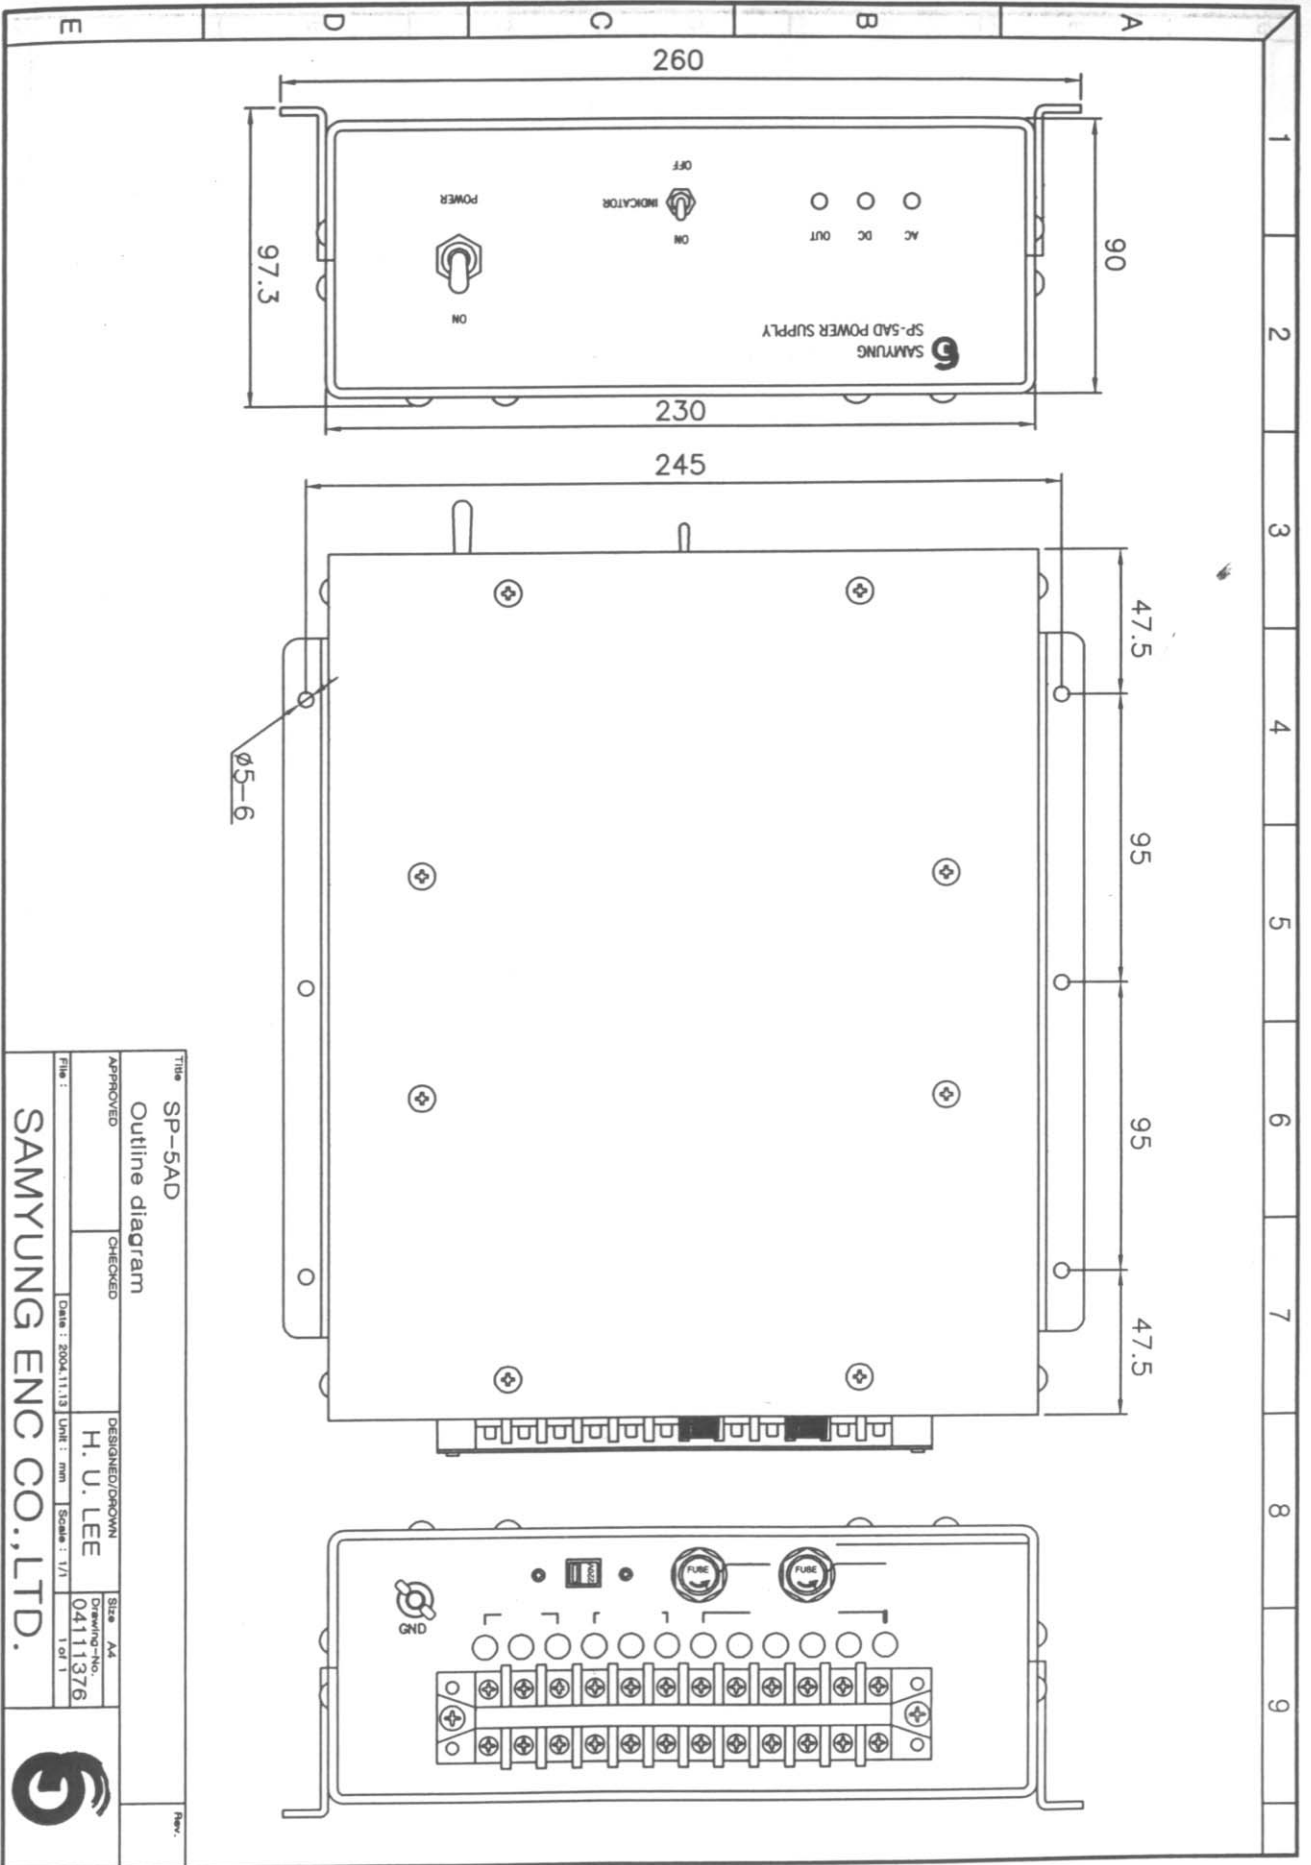 A
B
C
D
E
1
2
3
4
5
6
7
8
9
260
97.3
90
230
POWER
ON
OFF
INDICATOR
ON
OUT
DC
AC
SAMYUNG
SP-5AD POWER SUPPLY
245
47.5
95
95
47.5
ø5-6
FUSE
FUSE
GND
Title SP-5AD
Outline diagram
Rev.
APPROVED
CHECKED
DESIGNED/DROWN
H. U. LEE
Size A4
Drawing-No.
04111376
File :
Date : 2004.11.13
Unit : mm
Scale : 1/1
1 of 1
SAMYUNG ENC CO.,LTD.